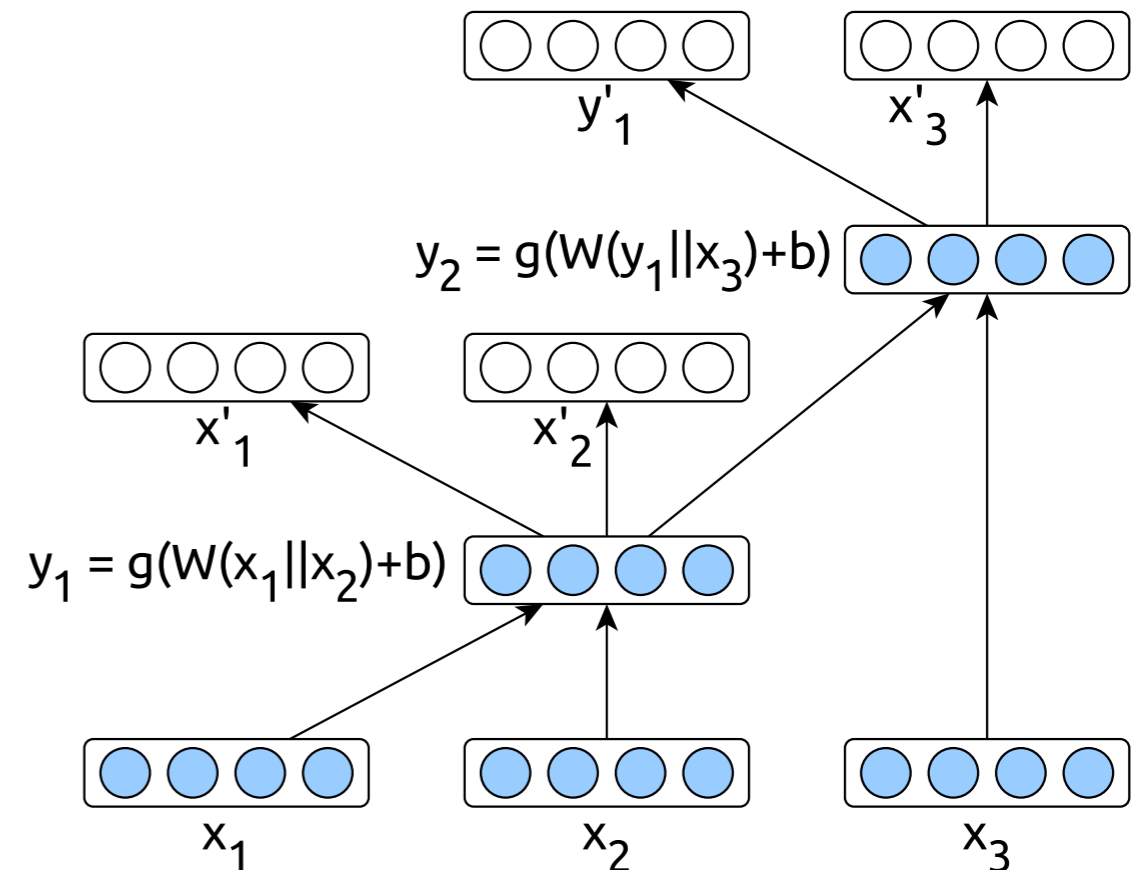 y'1
x'3
y2 = g(W(y1||x3)+b)
x'1
x'2
y1 = g(W(x1||x2)+b)
x1
x2
x3